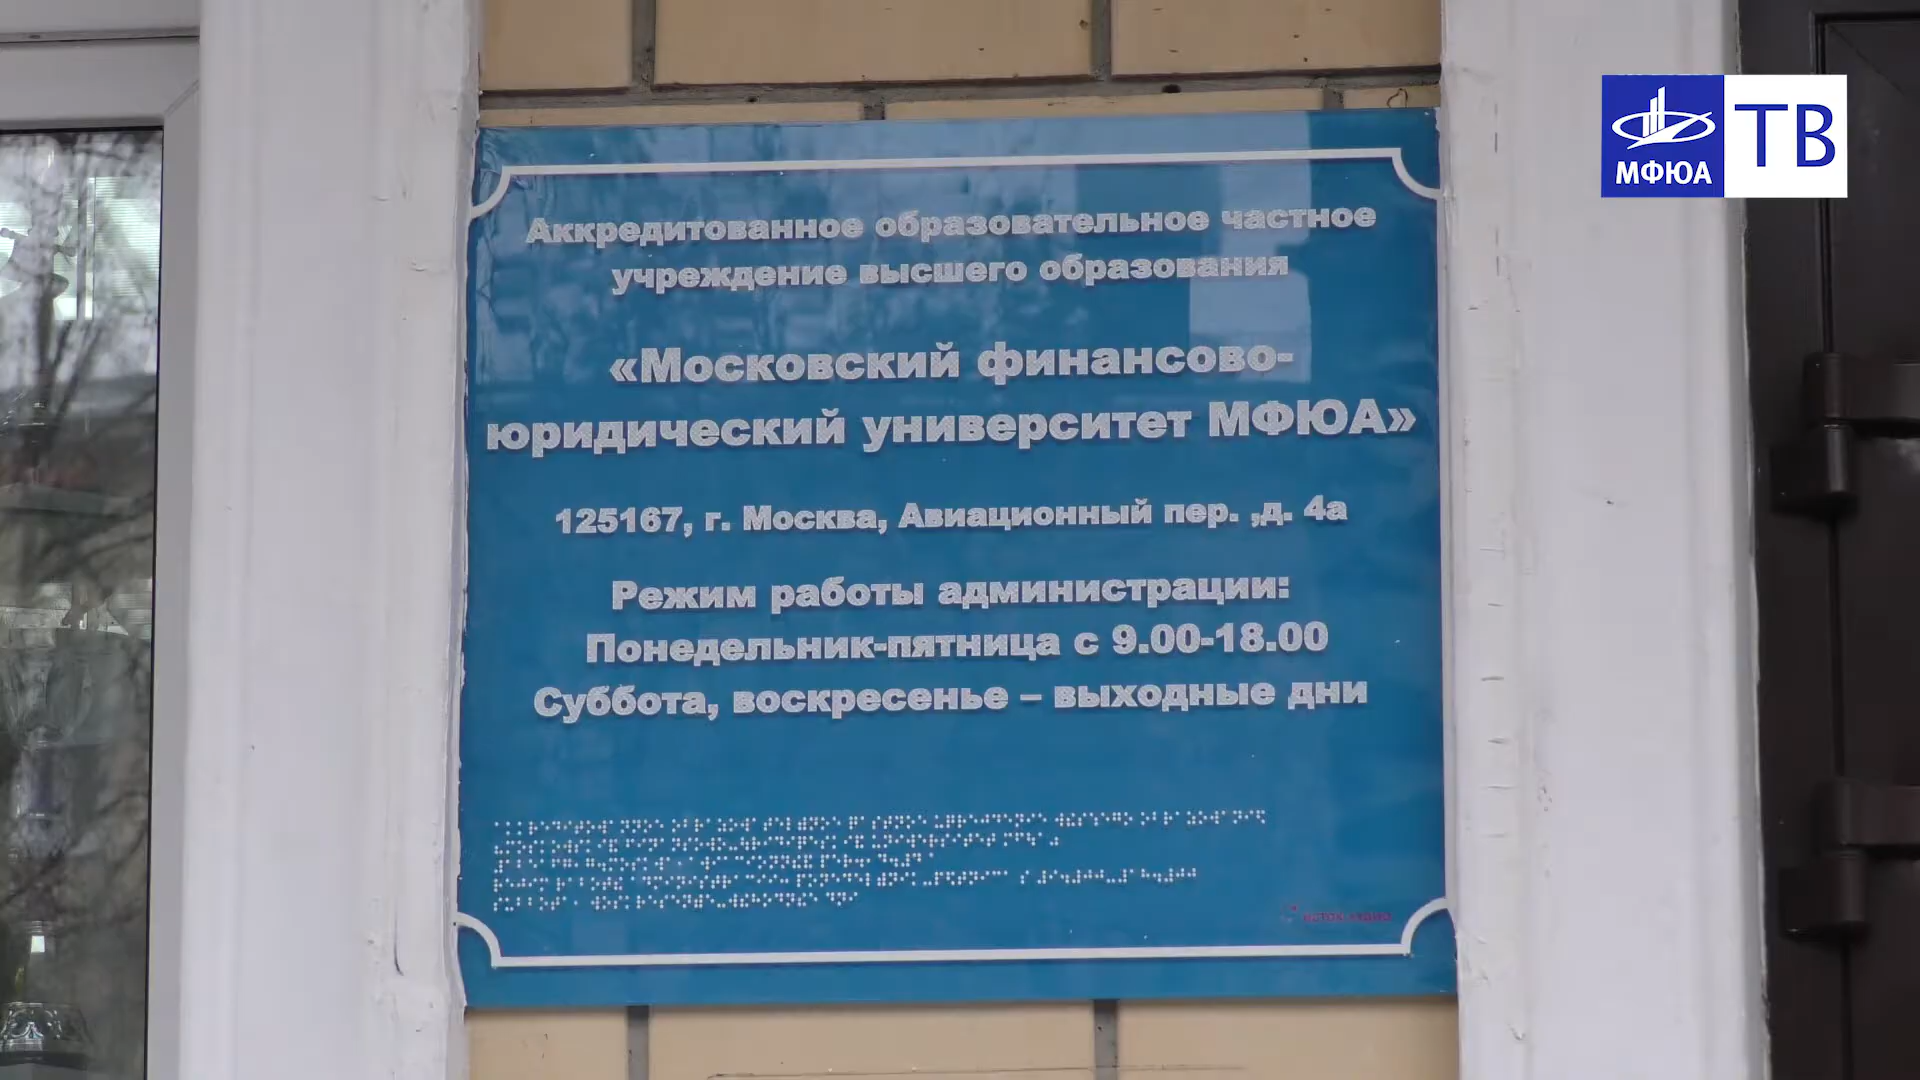 МФЮА ТВ
Аккредитованное образовательное частное
учреждение высшего образования
«Московский финансово-
юридический университет МФЮА»
125167, г. Москва, Авиационный пер. ,д. 4а
Режим работы администрации:
Понедельник-пятница с 9.00-18.00
Суббота, воскресенье – выходные дни